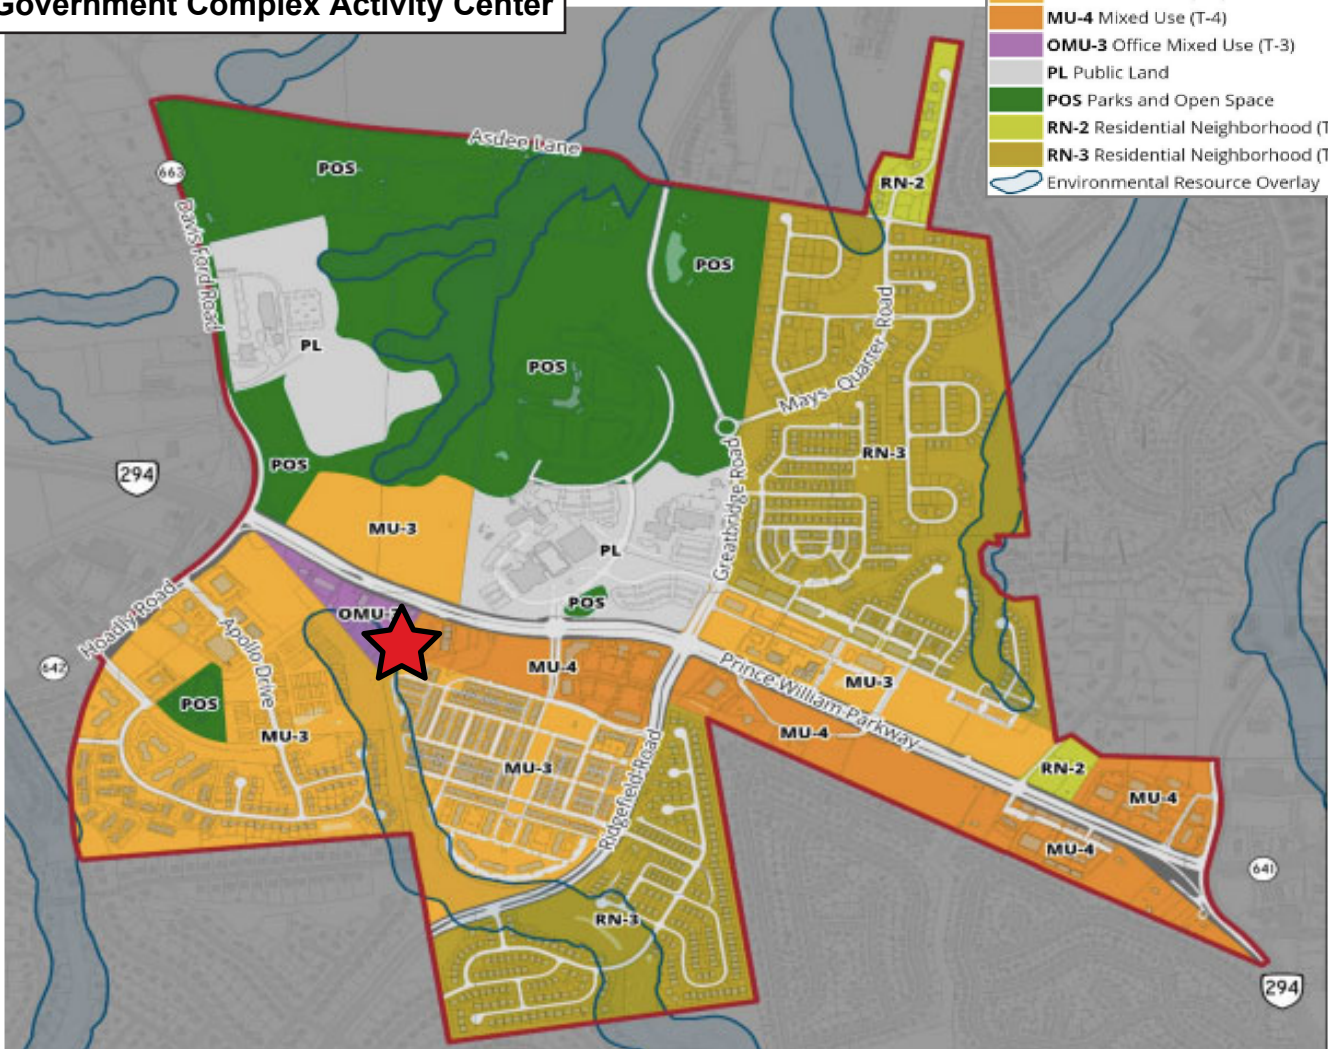 Government Complex Activity Center
MU-4 Mixed Use (T-4)
OMU-3 Office Mixed Use (T-3)
PL Public Land
POS Parks and Open Space
RN-2 Residential Neighborhood (T
RN-3 Residential Neighborhood (T
Environmental Resource Overlay
Asdee Lane
POS
663
RN-2
Davis Ford Road
POS
PL
POS
Mays Quarter Road
294
POS
RN-3
Greatbridge Road
MU-3
PL
POS
OMU-3
Hoadly Road
Apollo Drive
642
MU-4
Prince William Parkway
MU-3
POS
MU-3
MU-4
MU-3
Ridgefield Road
RN-2
MU-4
MU-4
641
RN-3
294